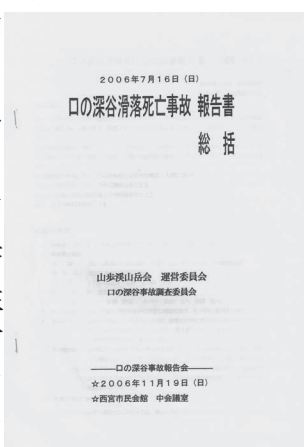 2006年7月16日（日）
口の深谷滑落死亡事故 報告書
総 括
山歩渓山岳会 運営委員会
口の深谷事故調査委員会
――口の深谷事故報告会――
☆2006年11月19日（日）
☆西宮市民会館 中会議室